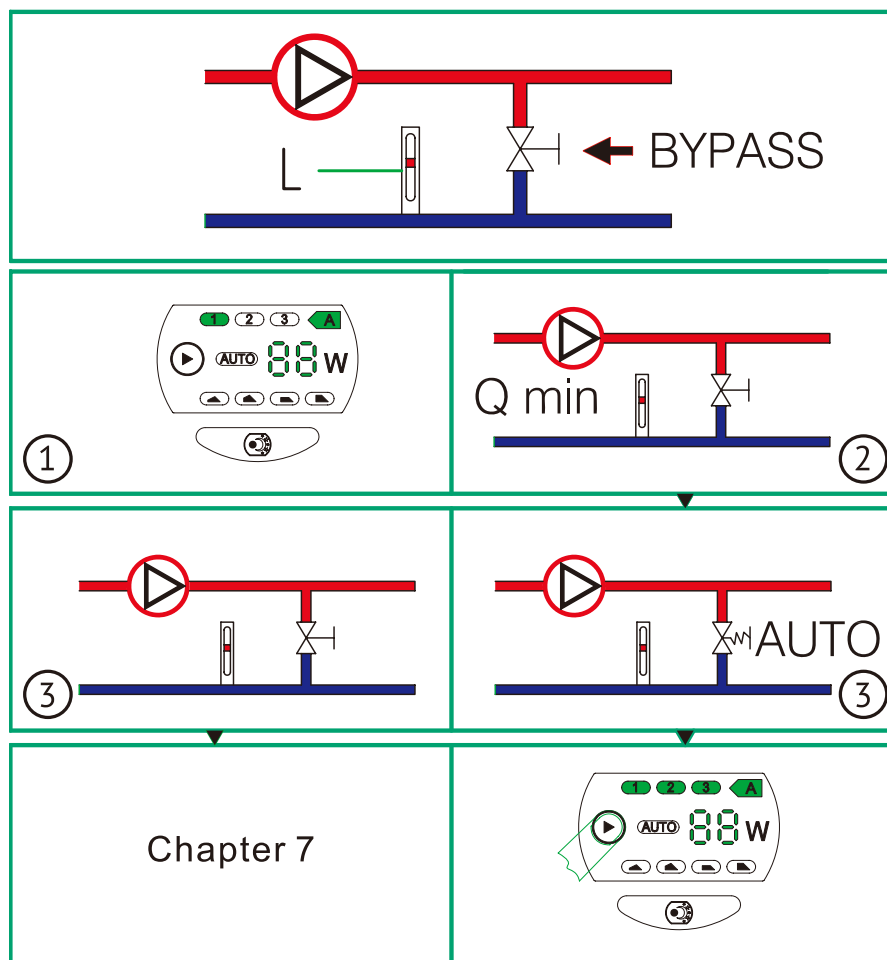 L
BYPASS
1 2 3 A
AUTO 88 W
1
Q min
2
3
AUTO
3
Chapter 7
1 2 3 A
AUTO 88 W